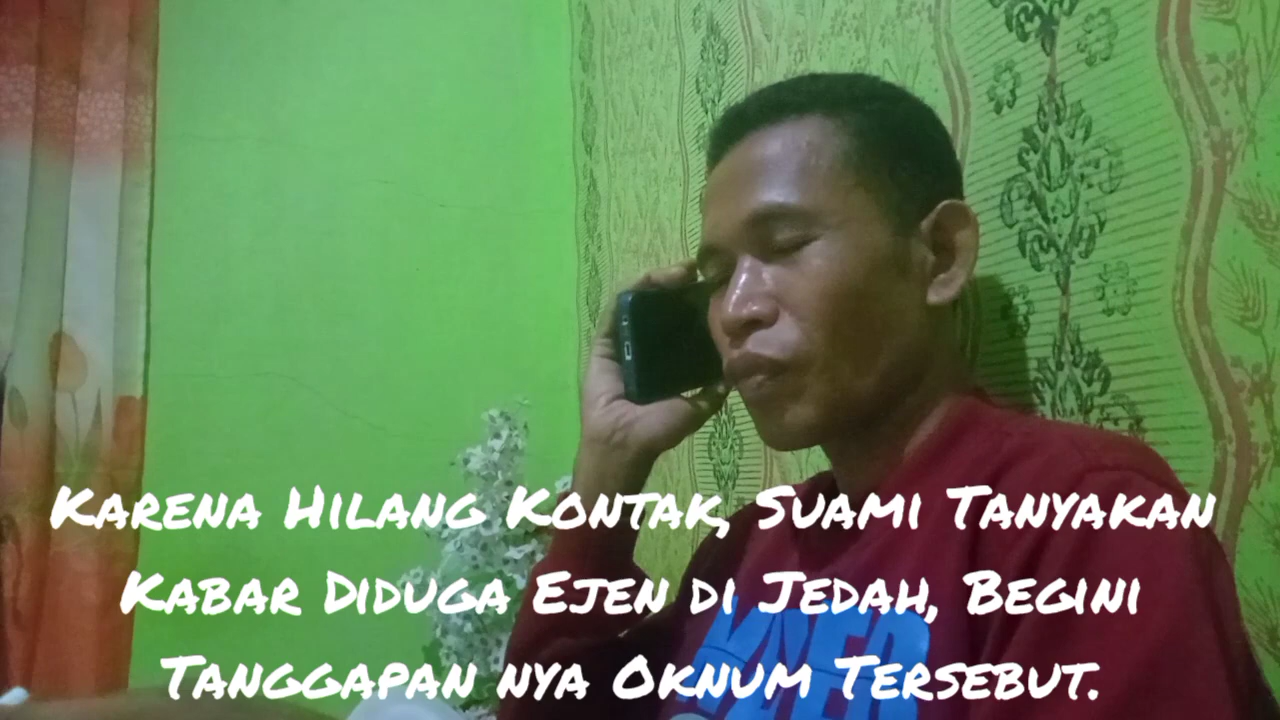 Karena Hilang Kontak, Suami Tanyakan
Kabar Diduga Ejen di Jedah, Begini
Tanggapan nya Oknum Tersebut.